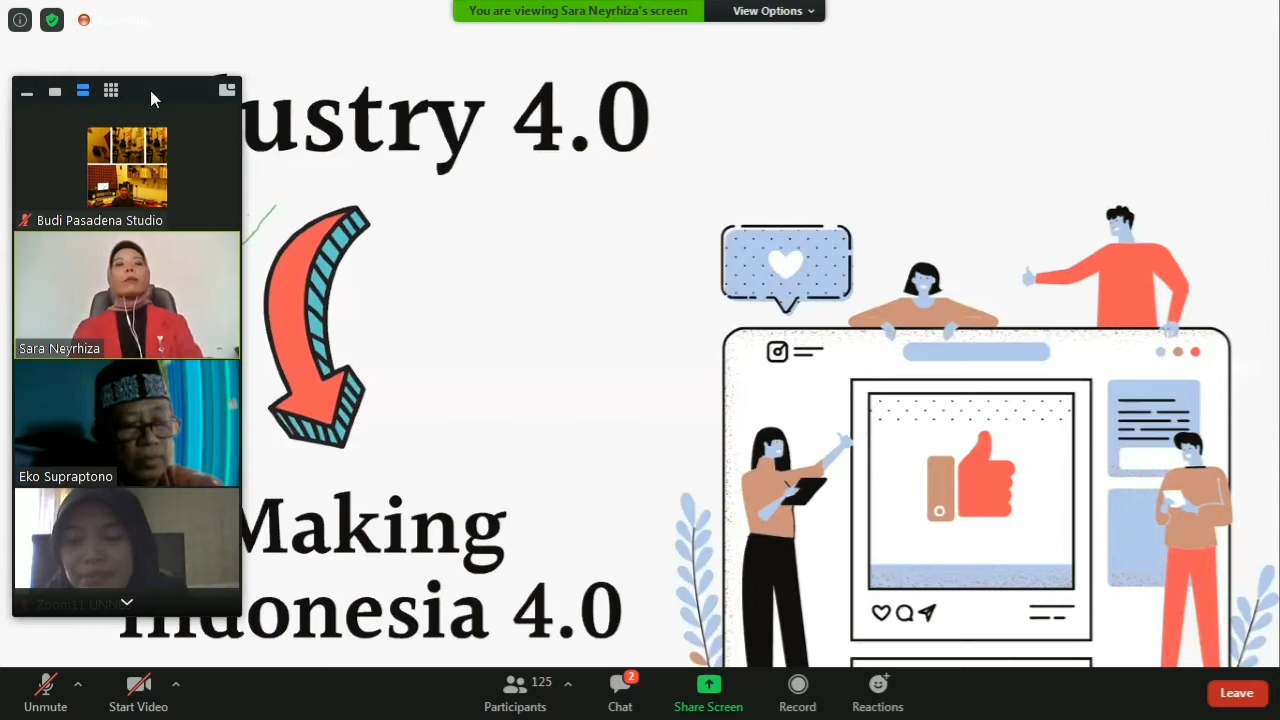 You are viewing Sara Neyrhiza's screen
View Options
ustry 4.0
Budi Pasadena Studio
Sara Neyrhiza
Eko Supraptono
Making
Indonesia 4.0
Unmute
Start Video
125
Participants
2
Chat
Share Screen
Record
Reactions
Leave